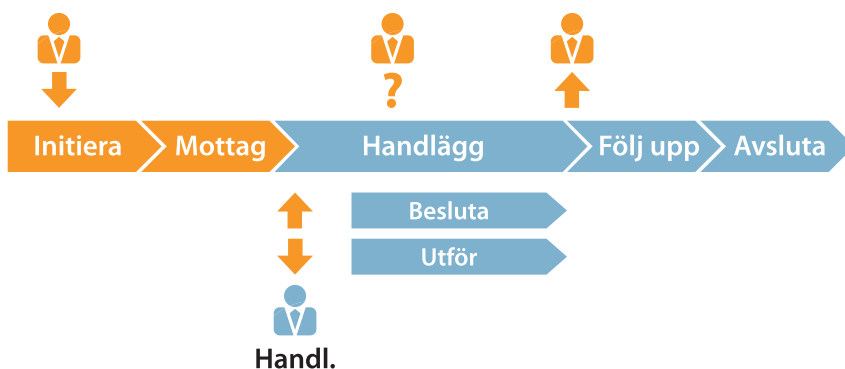 ?
Initiera
Mottag
Handlägg
Följ upp
Avsluta
Besluta
Utför
Handl.